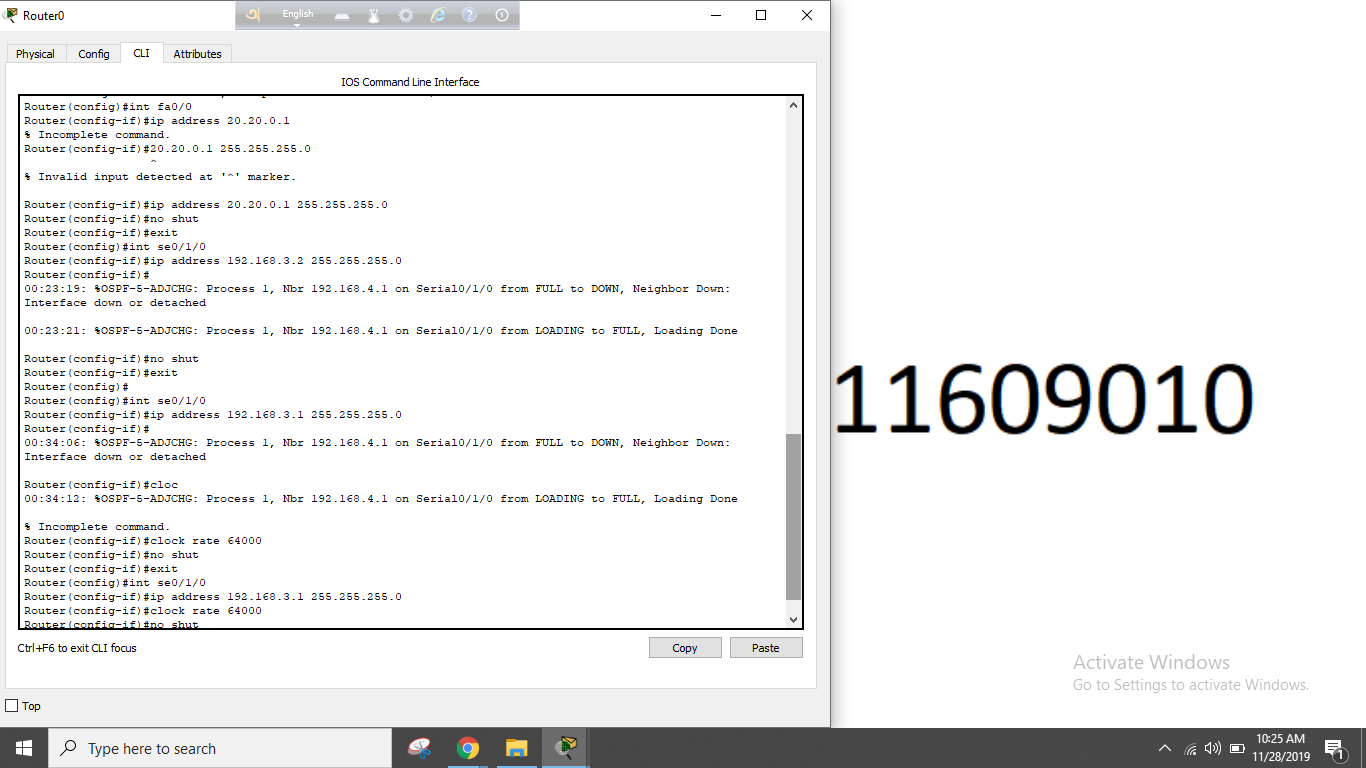 Router0
English
Physical Config CLI Attributes
IOS Command Line Interface
Router(config)#int fa0/0
Router(config-if)#ip address 20.20.0.1
% Incomplete command.
Router(config-if)#20.20.0.1 255.255.255.0
^
% Invalid input detected at '^' marker.
Router(config-if)#ip address 20.20.0.1 255.255.255.0
Router(config-if)#no shut
Router(config-if)#exit
Router(config)#int se0/1/0
Router(config-if)#ip address 192.168.3.2 255.255.255.0
Router(config-if)#
00:23:19: %OSPF-5-ADJCHG: Process 1, Nbr 192.168.4.1 on Serial0/1/0 from FULL to DOWN, Neighbor Down:
Interface down or detached
00:23:21: %OSPF-5-ADJCHG: Process 1, Nbr 192.168.4.1 on Serial0/1/0 from LOADING to FULL, Loading Done
Router(config-if)#no shut
Router(config-if)#exit
Router(config)#
Router(config)#int se0/1/0
Router(config-if)#ip address 192.168.3.1 255.255.255.0
Router(config-if)#
00:34:06: %OSPF-5-ADJCHG: Process 1, Nbr 192.168.4.1 on Serial0/1/0 from FULL to DOWN, Neighbor Down:
Interface down or detached
Router(config-if)#cloc
00:34:12: %OSPF-5-ADJCHG: Process 1, Nbr 192.168.4.1 on Serial0/1/0 from LOADING to FULL, Loading Done
% Incomplete command.
Router(config-if)#clock rate 64000
Router(config-if)#no shut
Router(config-if)#exit
Router(config)#int se0/1/0
Router(config-if)#ip address 192.168.3.1 255.255.255.0
Router(config-if)#clock rate 64000
Router(config-if)#no shut
Ctrl+F6 to exit CLI focus
Copy Paste
Top
11609010
Activate Windows
Go to Settings to activate Windows.
Type here to search
10:25 AM
11/28/2019
1